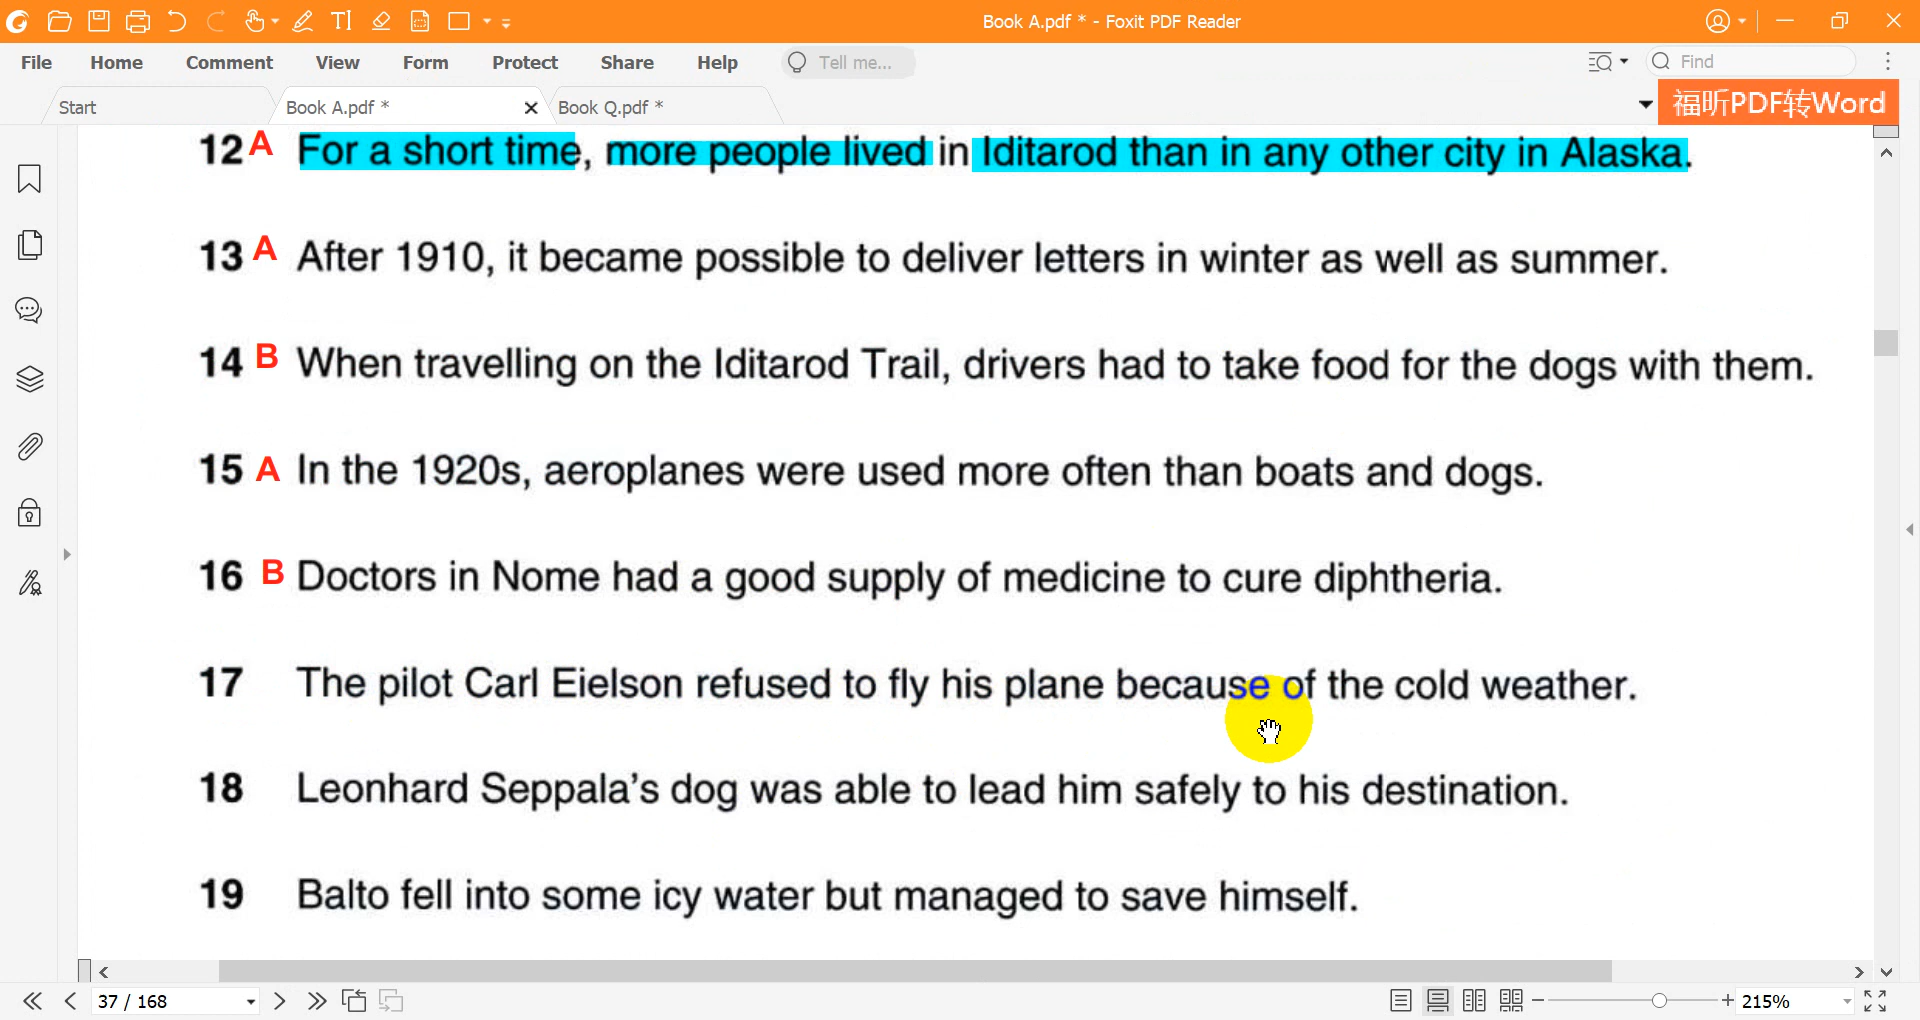 Book A.pdf * - Foxit PDF Reader
File Home Comment View Form Protect Share Help Tell me... Find
Start Book A.pdf * Book Q.pdf * 福昕PDF转Word
12 A For a short time, more people lived in Iditarod than in any other city in Alaska.
13 A After 1910, it became possible to deliver letters in winter as well as summer.
14 B When travelling on the Iditarod Trail, drivers had to take food for the dogs with them.
15 A In the 1920s, aeroplanes were used more often than boats and dogs.
16 B Doctors in Nome had a good supply of medicine to cure diphtheria.
17 The pilot Carl Eielson refused to fly his plane because of the cold weather.
18 Leonhard Seppala's dog was able to lead him safely to his destination.
19 Balto fell into some icy water but managed to save himself.
37 / 168 215%